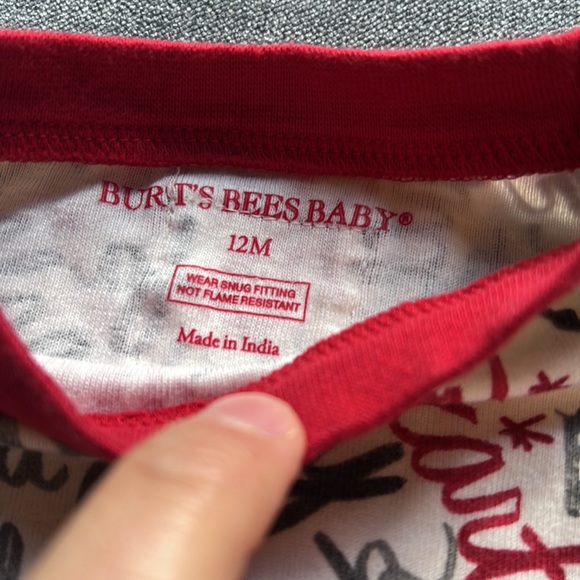 BURT'S BEES BABY®
12M
WEAR SNUG FITTING
NOT FLAME RESISTANT
Made in India